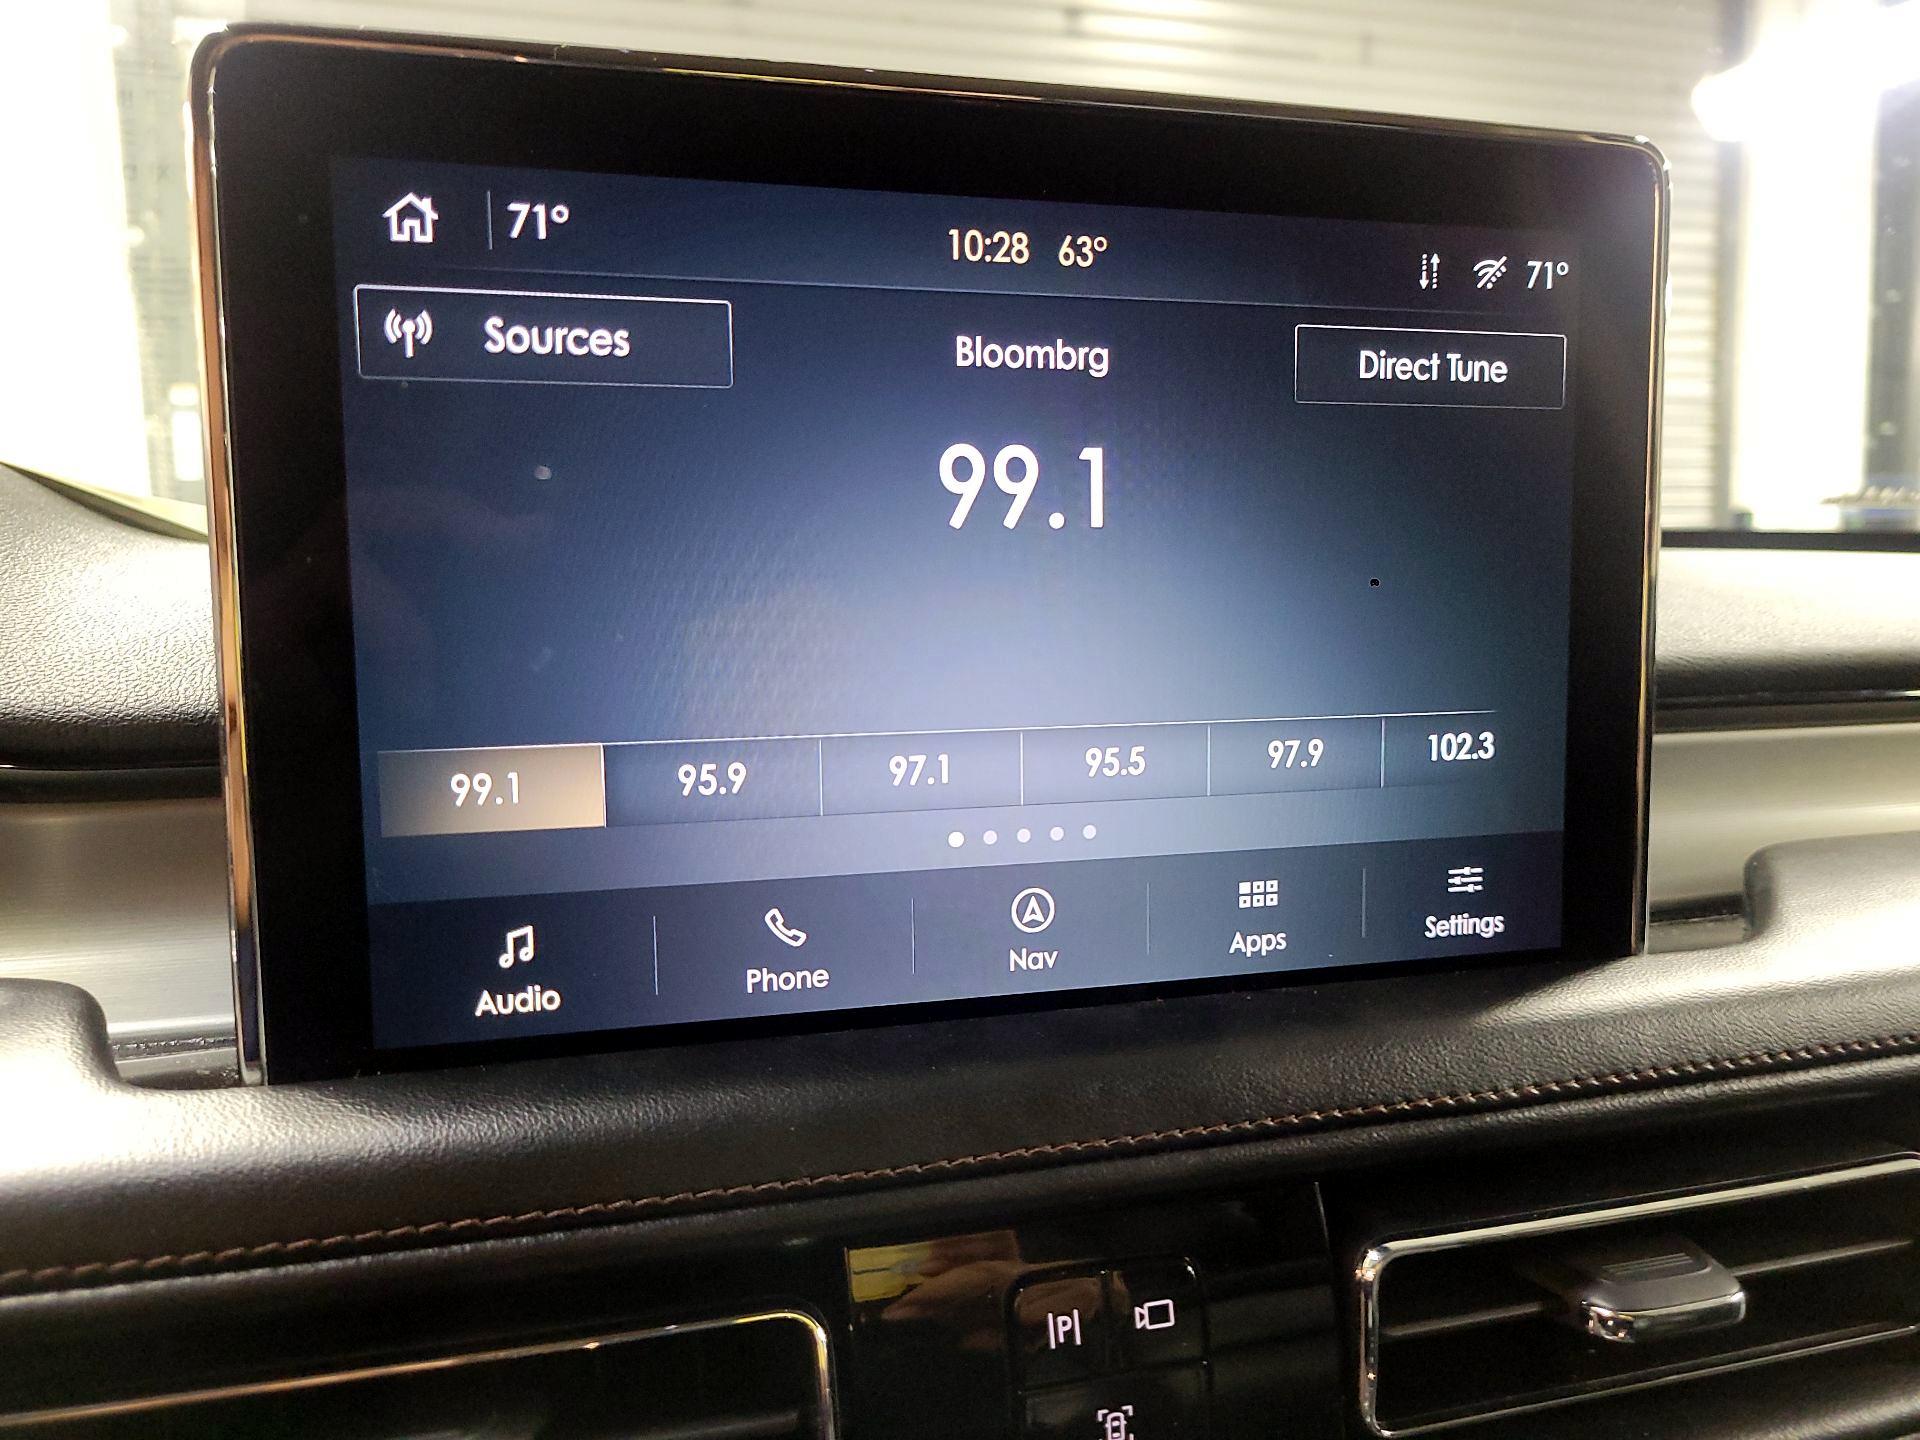 71°
10:28 63°
71°
Sources
Bloombrg
Direct Tune
99.1
99.1 95.9 97.1 95.5 97.9 102.3
Audio Phone Nav Apps Settings
|P|